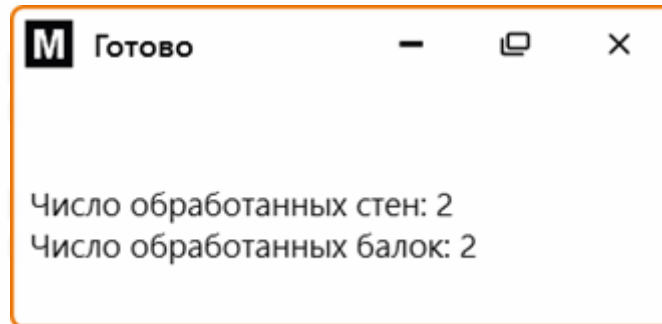 M Готово
Число обработанных стен: 2
Число обработанных балок: 2